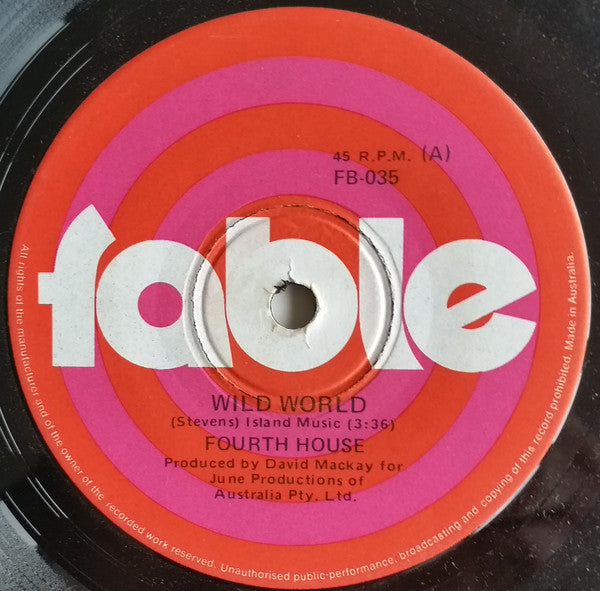 45 R.P.M. (A)
FB-035
fable
WILD WORLD
(Stevens) Island Music (3:36)
FOURTH HOUSE
Produced by David Mackay for
June Productions of
Australia Pty. Ltd.
All rights of the manufacturer and of the owner of the recorded work reserved. Unauthorised public-performance, broadcasting and copying of this record prohibited. Made in Australia.